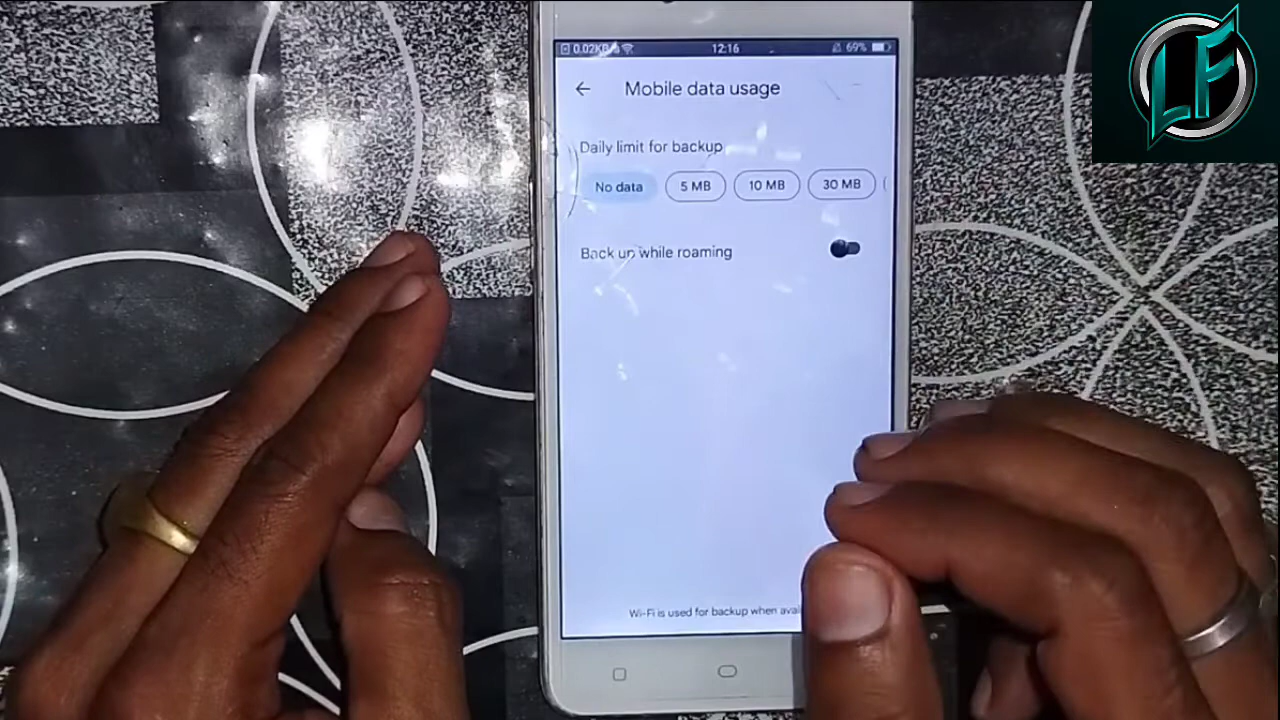 0.02KB/s 12:16 69%
LF
Mobile data usage
Daily limit for backup
No data 5 MB 10 MB 30 MB
Back up while roaming
Wi-Fi is used for backup when